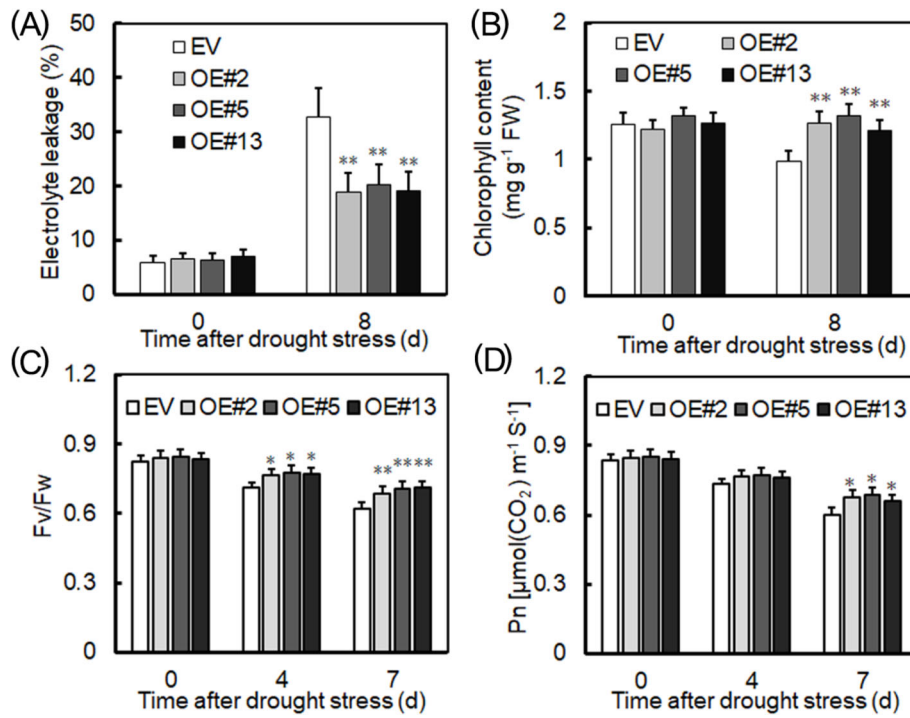 (A)
Electrolyte leakage (%)
50
40
30
20
10
0
EV
OE#2
OE#5
OE#13
** ** **
0 8
Time after drought stress (d)
(B)
Chlorophyll content
(mg g-1 FW)
2
1.5
1
0.5
0
EV OE#2
OE#5 OE#13
** ** **
0 8
Time after drought stress (d)
(C)
Fv/Fw
1.2
0.9
0.6
0.3
0
EV OE#2 OE#5 OE#13
* * *
** ** **
0 4 7
Time after drought stress (d)
(D)
Pn [μmol(CO2) m-1 S-1]
1.2
0.9
0.6
0.3
0
EV OE#2 OE#5 OE#13
* * *
0 4 7
Time after drought stress (d)